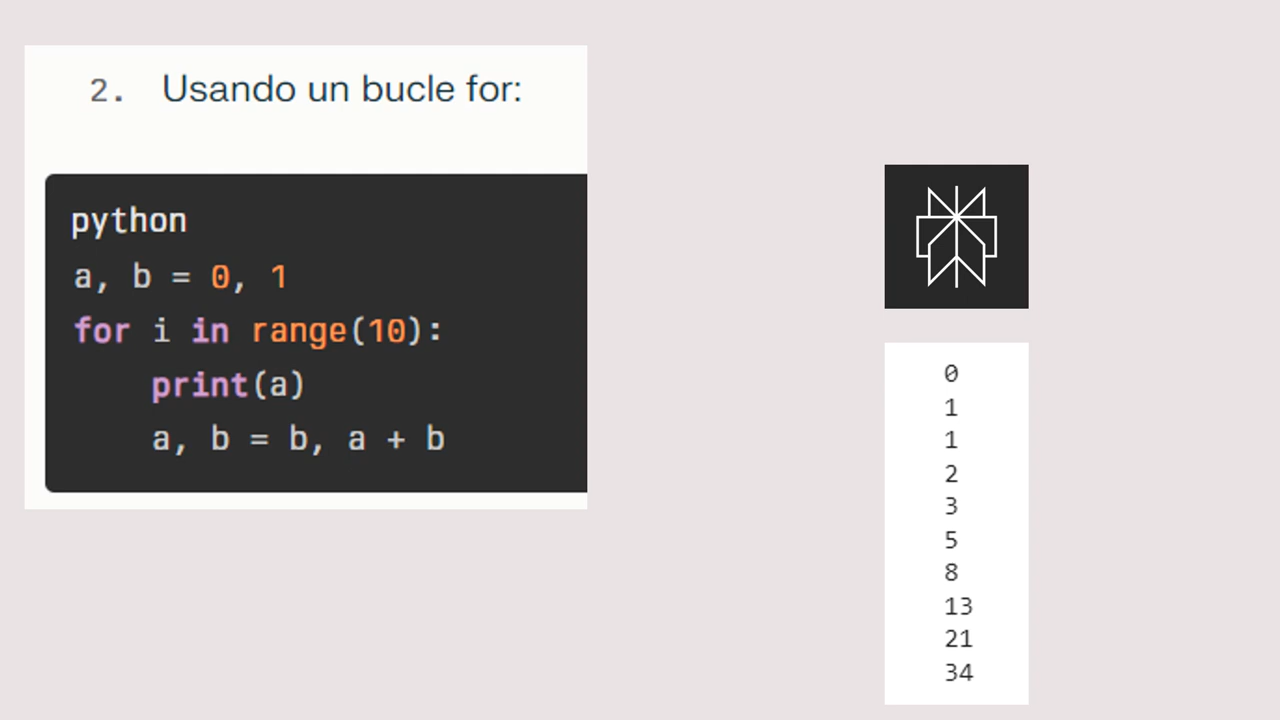 2. Usando un bucle for:
python
a, b = 0, 1
for i in range(10):
    print(a)
    a, b = b, a + b
0
1
1
2
3
5
8
13
21
34